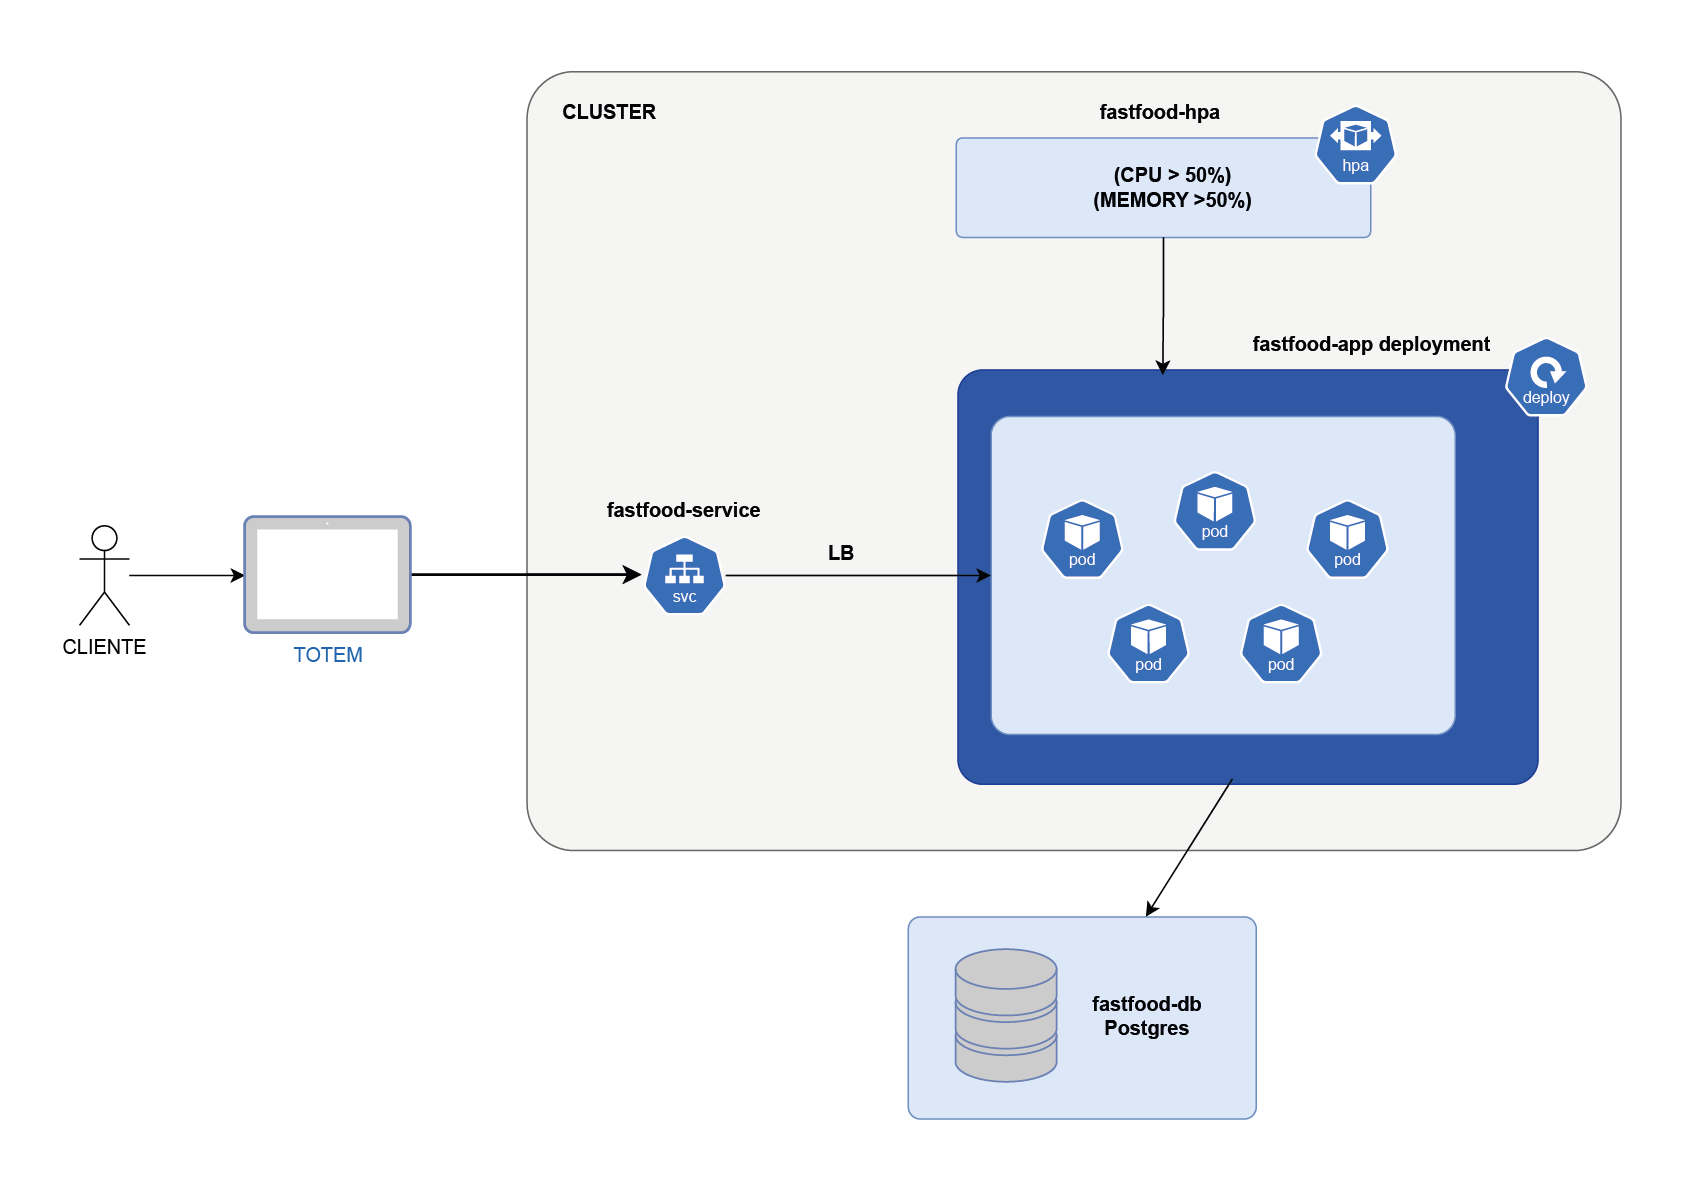 CLUSTER
fastfood-hpa
hpa
(CPU > 50%)
(MEMORY >50%)
fastfood-app deployment
deploy
fastfood-service
svc
LB
pod
pod
pod
pod
pod
CLIENTE
TOTEM
fastfood-db
Postgres